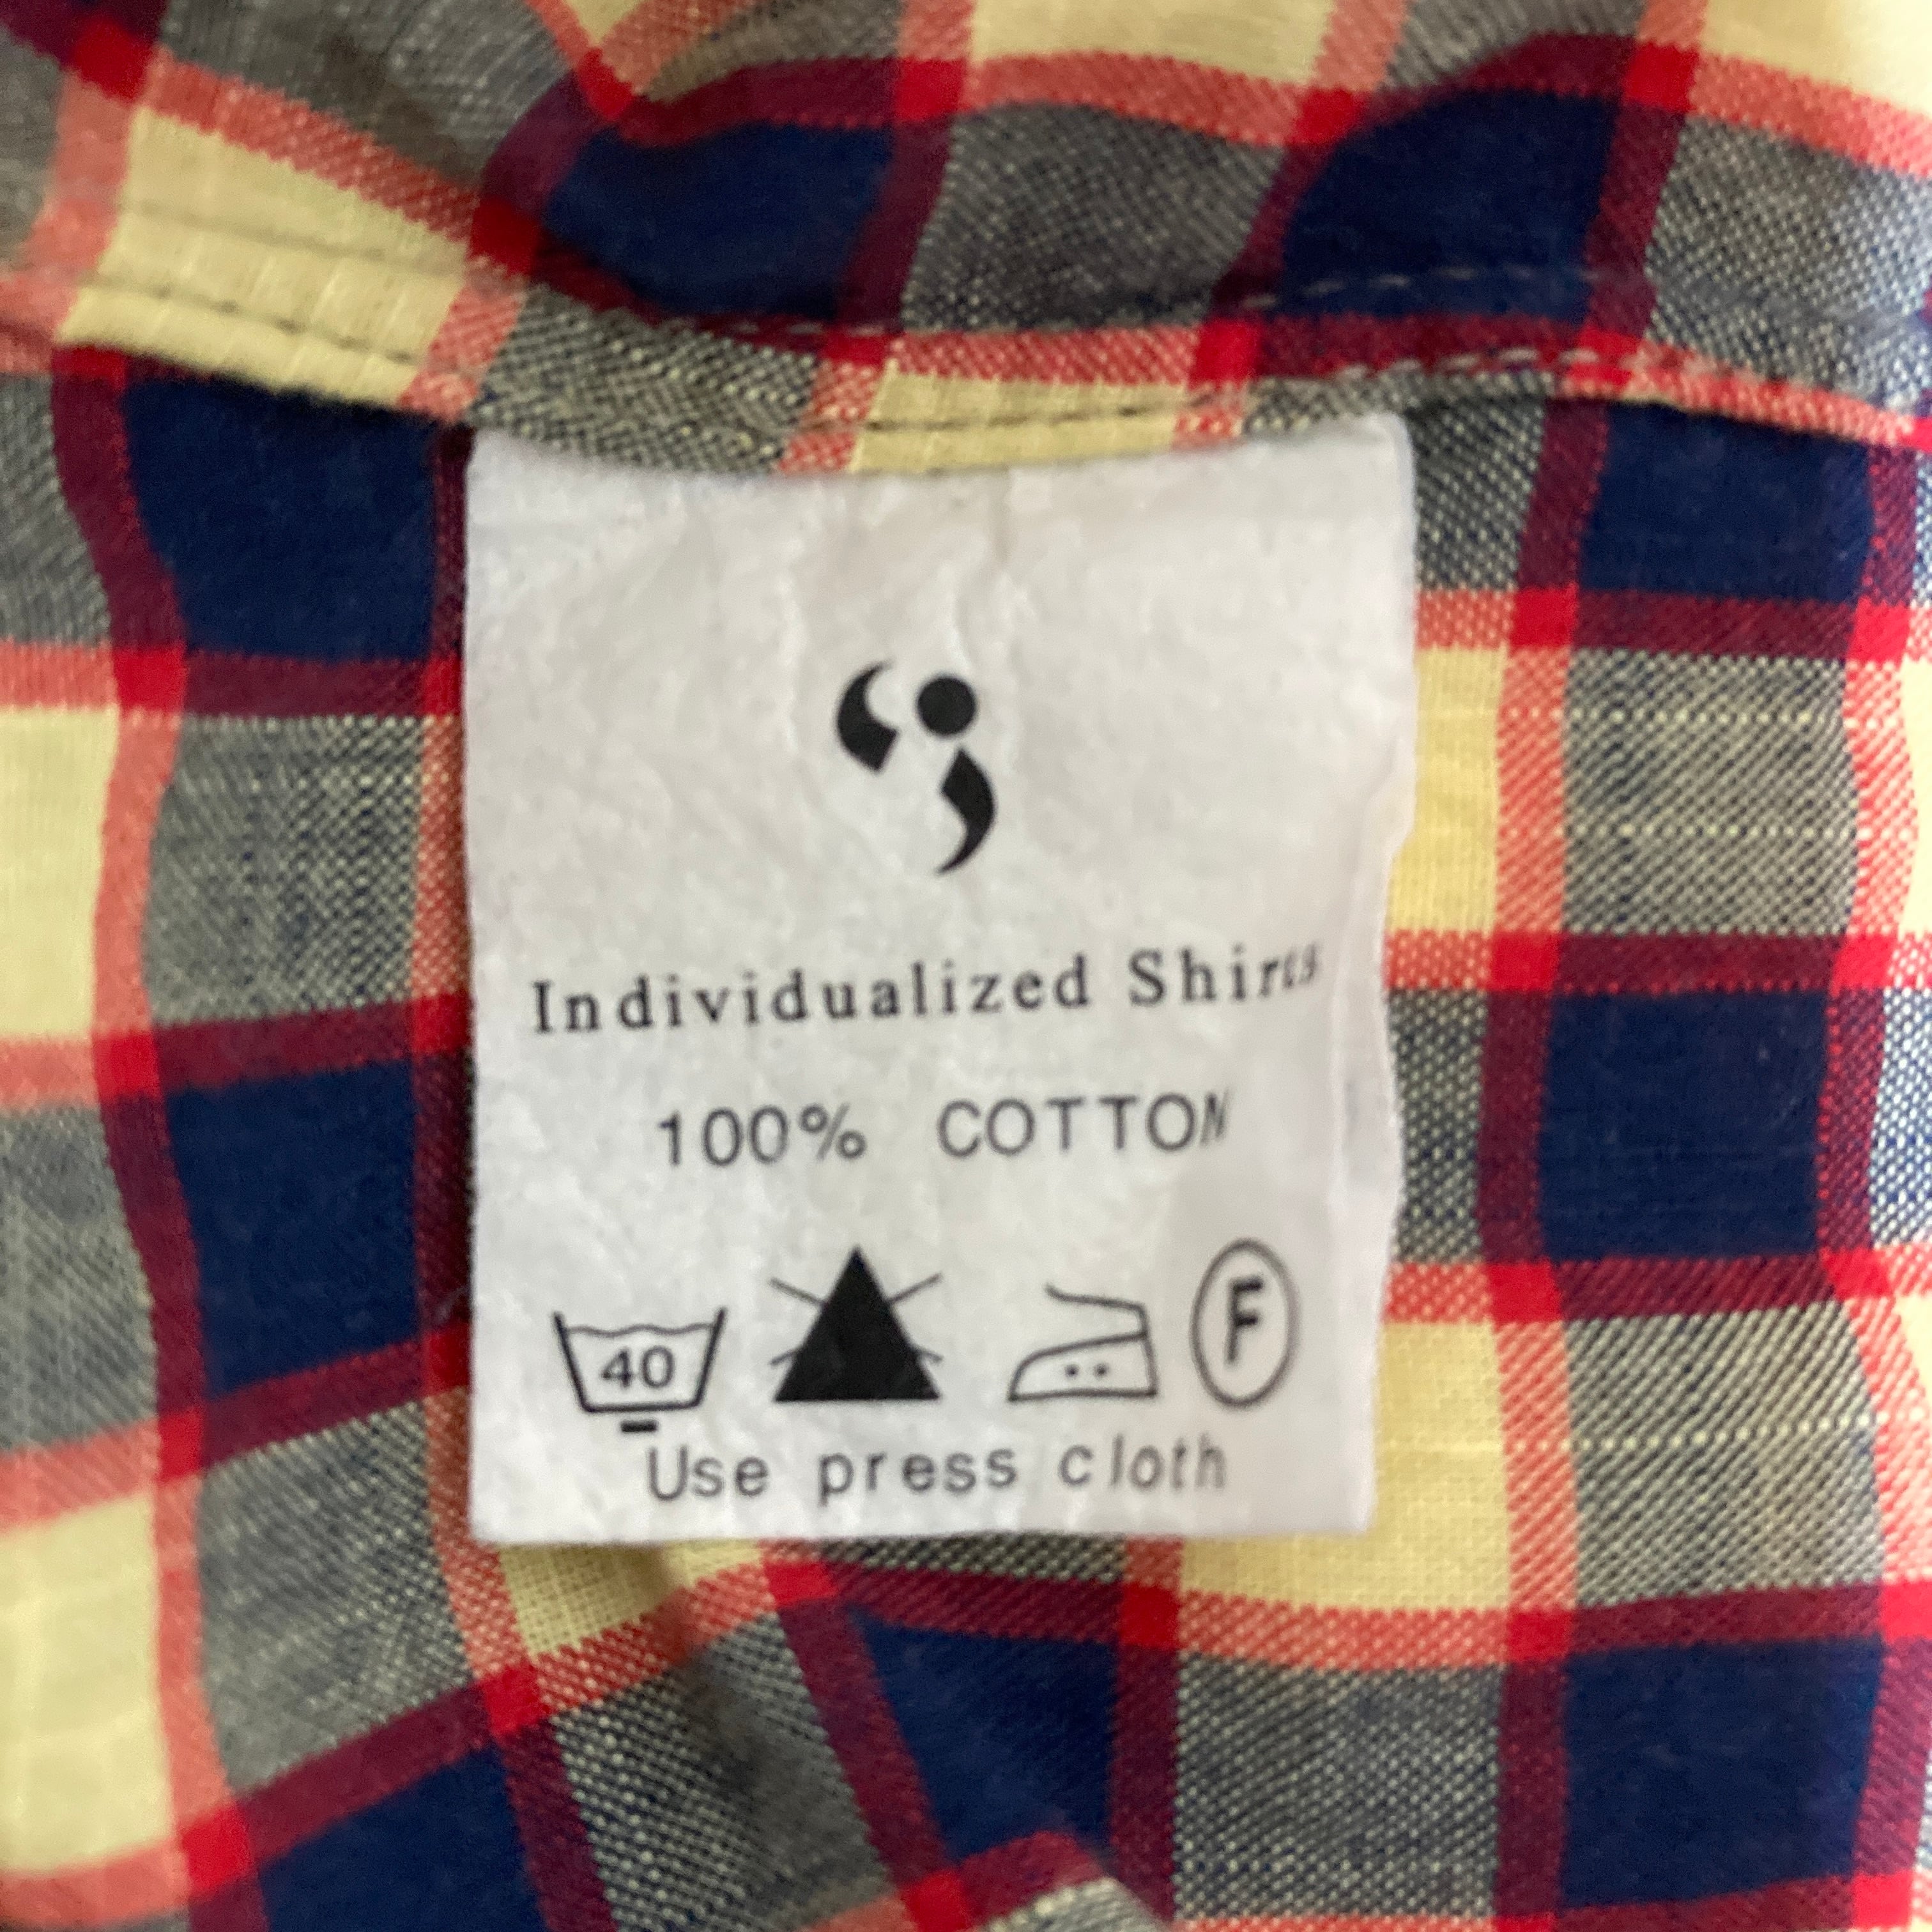 Individualized Shirts
100% COTTON
40
F
Use press cloth